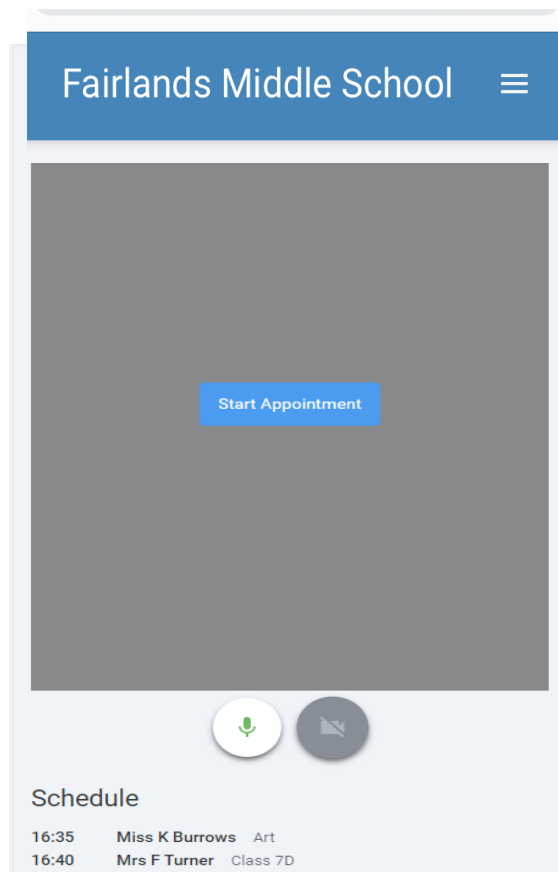 Fairlands Middle School
Start Appointment
Schedule
16:35 Miss K Burrows Art
16:40 Mrs F Turner Class 7D